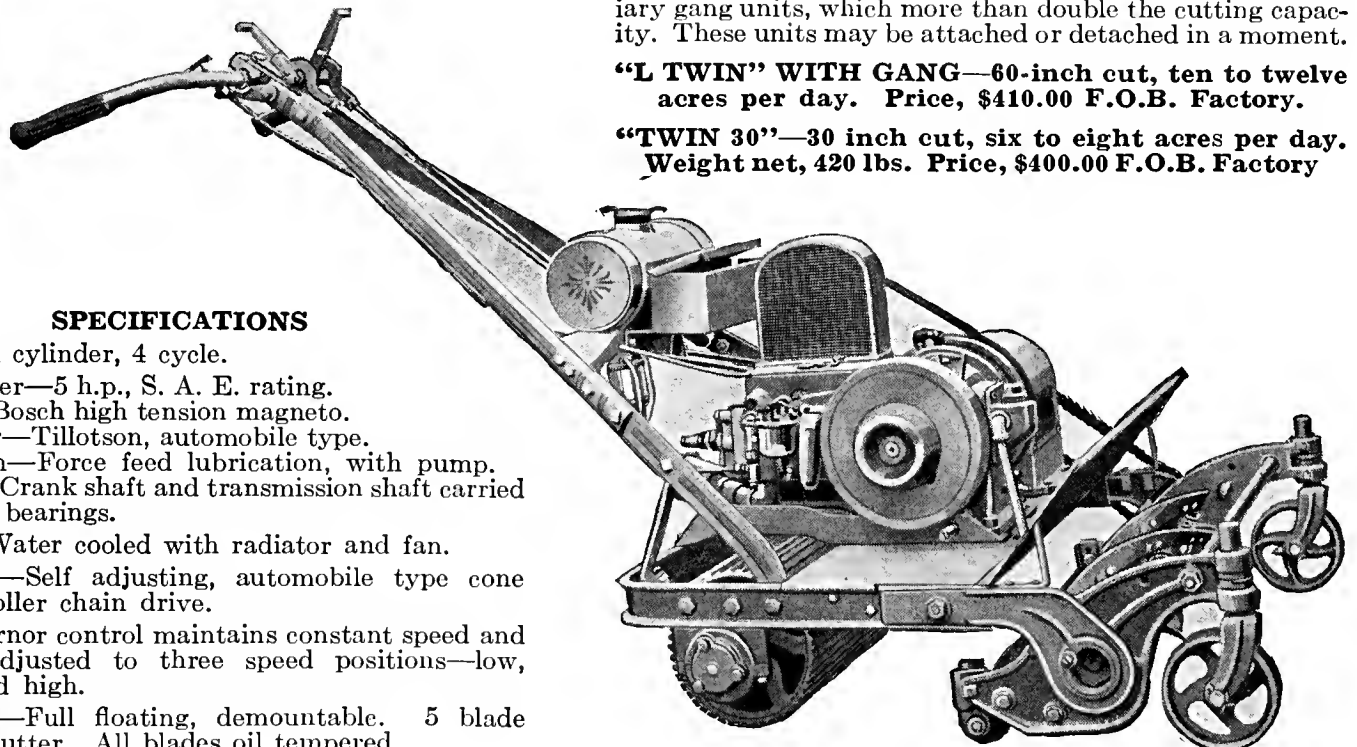 iary gang units, which more than double the cutting capac-
ity. These units may be attached or detached in a moment.
“L TWIN” WITH GANG—60-inch cut, ten to twelve
acres per day. Price, $410.00 F.O.B. Factory.
“TWIN 30”—30 inch cut, six to eight acres per day.
Weight net, 420 lbs. Price, $400.00 F.O.B. Factory
SPECIFICATIONS
cylinder, 4 cycle.
er—5 h.p., S. A. E. rating.
Bosch high tension magneto.
—Tillotson, automobile type.
—Force feed lubrication, with pump.
Crank shaft and transmission shaft carried
bearings.
Water cooled with radiator and fan.
—Self adjusting, automobile type cone
oller chain drive.
rnor control maintains constant speed and
djusted to three speed positions—low,
d high.
—Full floating, demountable. 5 blade
utter. All blades oil tempered